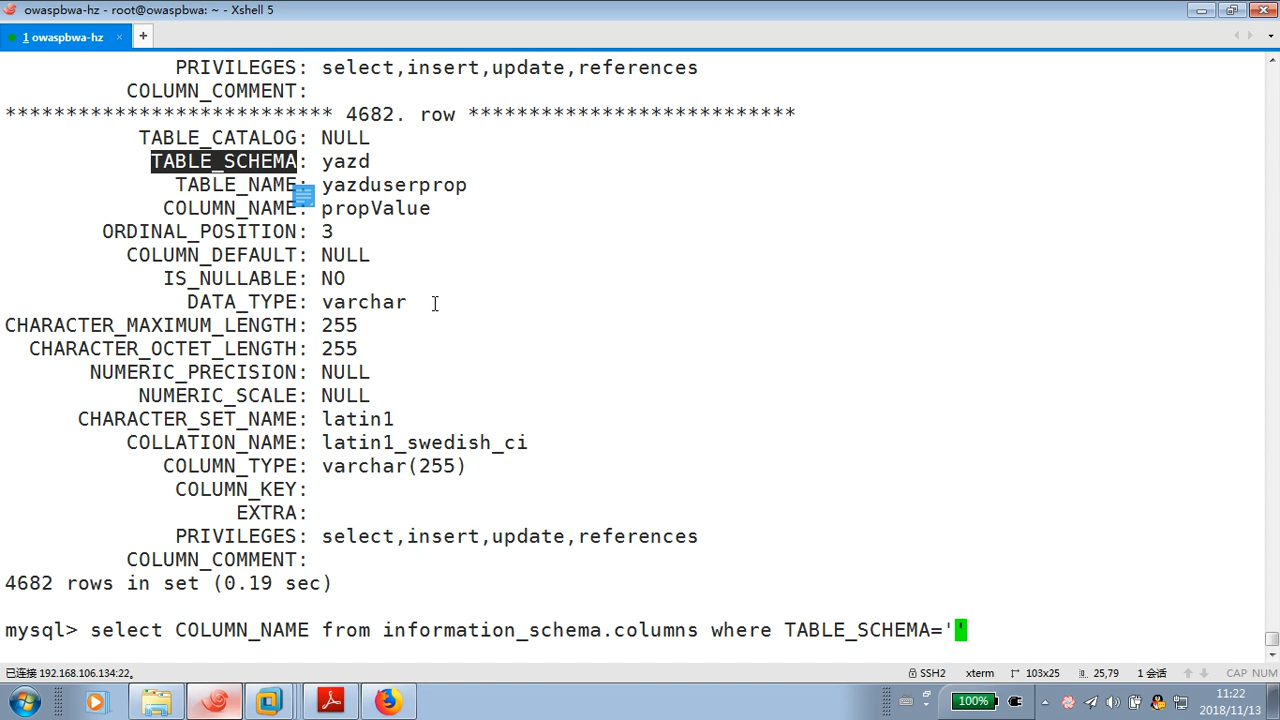 owaspbwa-hz - root@owaspbwa: ~ - Xshell 5
1 owaspbwa-hz × +
PRIVILEGES: select,insert,update,references
COLUMN_COMMENT:
*************************** 4682. row ***************************
TABLE_CATALOG: NULL
TABLE_SCHEMA: yazd
TABLE_NAME: yazduserprop
COLUMN_NAME: propValue
ORDINAL_POSITION: 3
COLUMN_DEFAULT: NULL
IS_NULLABLE: NO
DATA_TYPE: varchar
CHARACTER_MAXIMUM_LENGTH: 255
CHARACTER_OCTET_LENGTH: 255
NUMERIC_PRECISION: NULL
NUMERIC_SCALE: NULL
CHARACTER_SET_NAME: latin1
COLLATION_NAME: latin1_swedish_ci
COLUMN_TYPE: varchar(255)
COLUMN_KEY:
EXTRA:
PRIVILEGES: select,insert,update,references
COLUMN_COMMENT:
4682 rows in set (0.19 sec)
mysql> select COLUMN_NAME from information_schema.columns where TABLE_SCHEMA=''
已连接 192.168.106.134:22。 SSH2 xterm 103x25 25,79 1 会话 CAP NUM
100% 11:22
2018/11/13